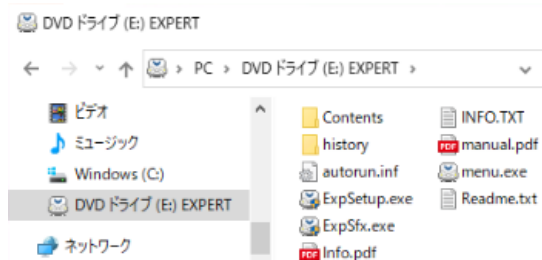 DVD ドライブ (E:) EXPERT
PC > DVD ドライブ (E:) EXPERT >
ビデオ
ミュージック
Windows (C:)
DVD ドライブ (E:) EXPERT
ネットワーク
Contents
history
autorun.inf
ExpSetup.exe
ExpSfx.exe
Info.pdf
INFO.TXT
manual.pdf
menu.exe
Readme.txt